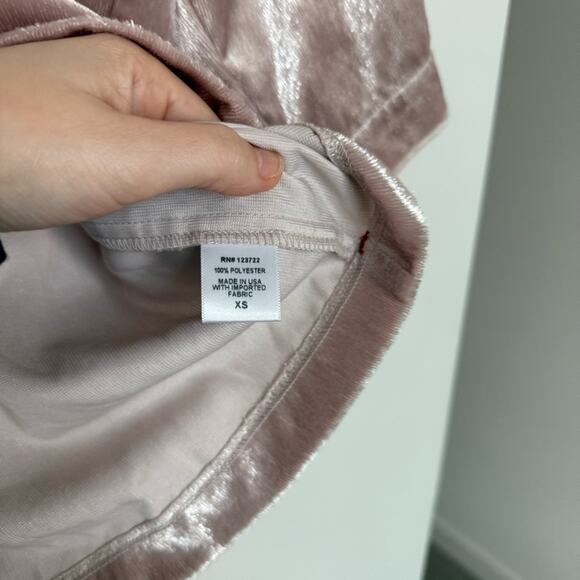 RN# 123722
100% POLYESTER
MADE IN USA
WITH IMPORTED
FABRIC
XS